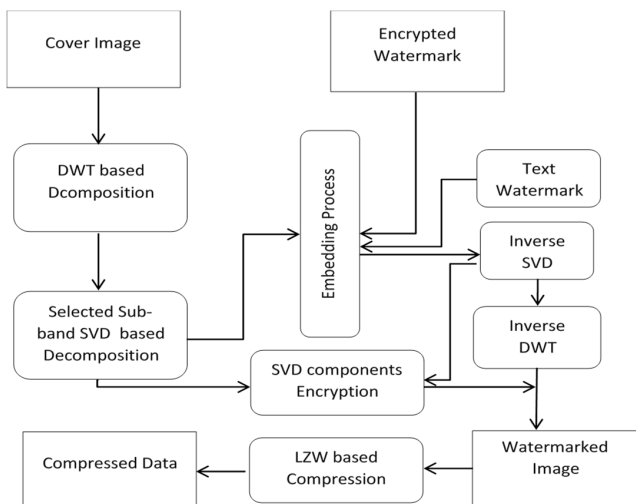 Cover Image
Encrypted
Watermark
DWT based
Dcomposition
Embedding Process
Text
Watermark
Inverse
SVD
Selected Sub-
band SVD based
Decomposition
Inverse
DWT
SVD components
Encryption
Compressed Data
LZW based
Compression
Watermarked
Image